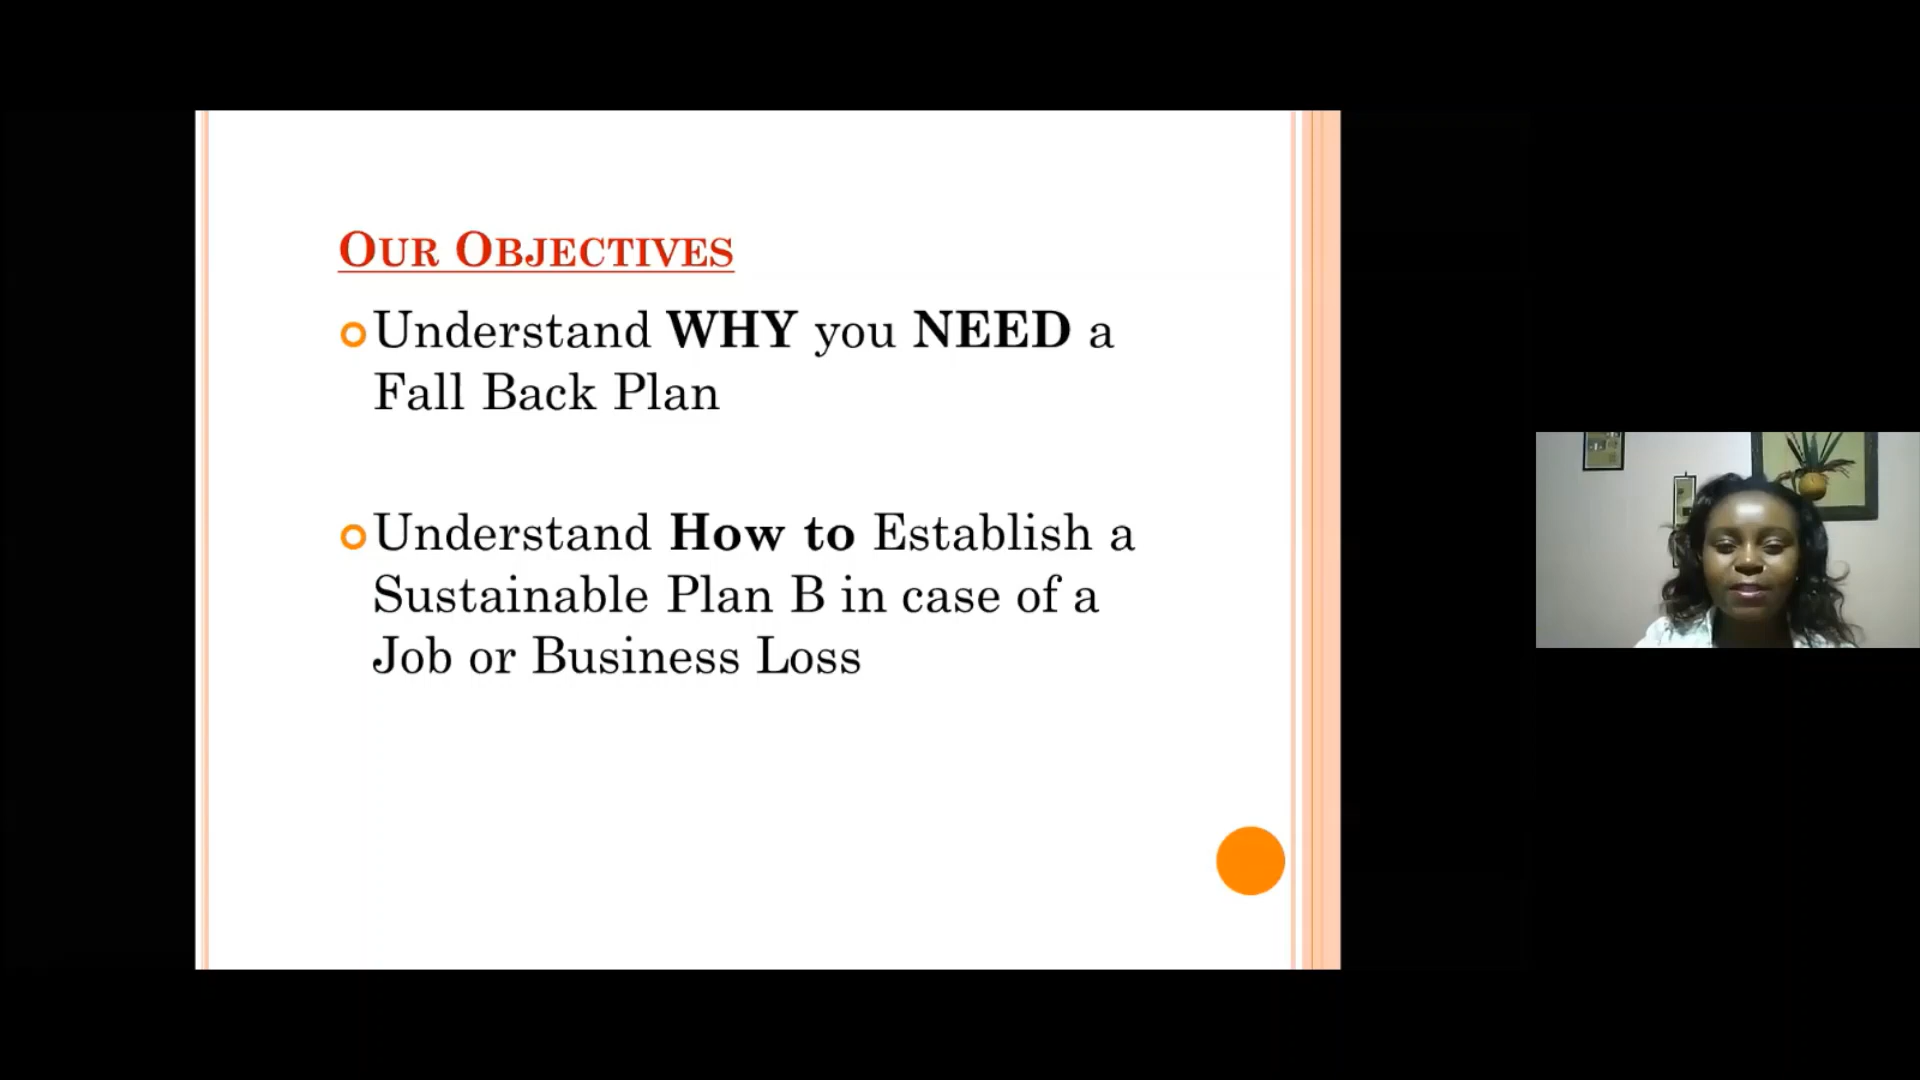 OUR OBJECTIVES
Understand WHY you NEED a
Fall Back Plan
Understand How to Establish a
Sustainable Plan B in case of a
Job or Business Loss